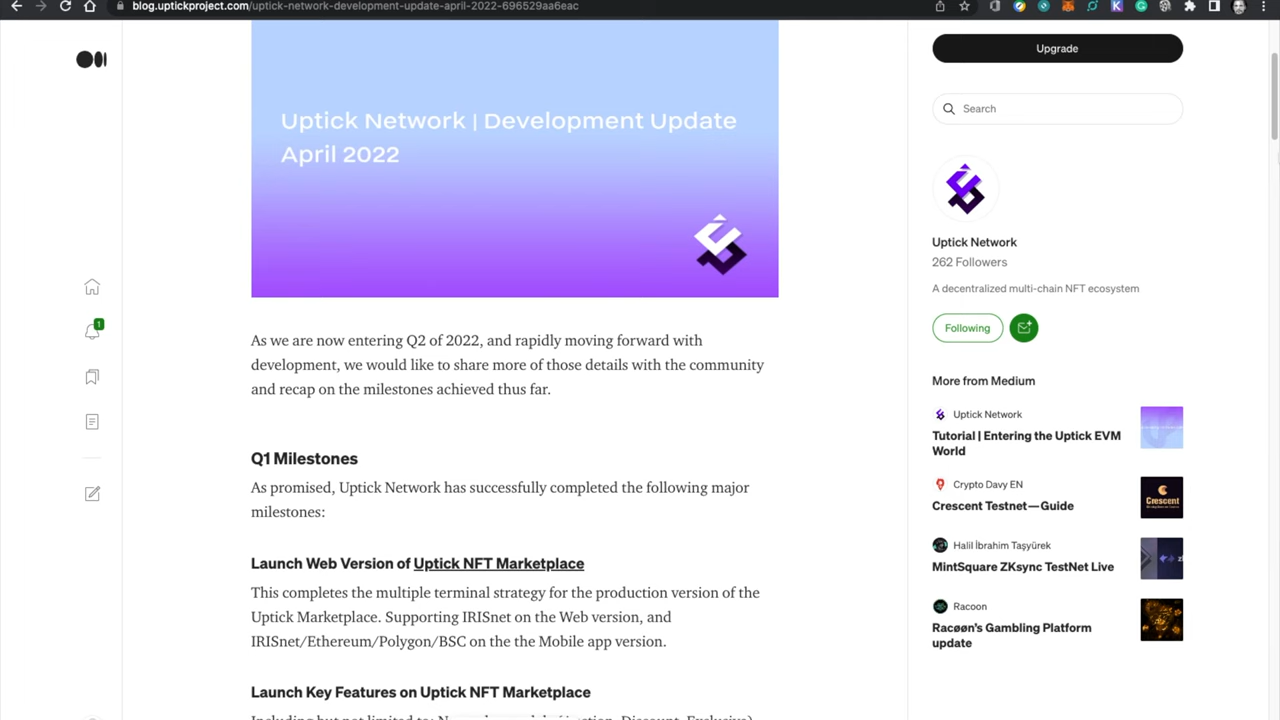 blog.uptickproject.com/uptick-network-development-update-april-2022-696529aa6eac
Uptick Network | Development Update
April 2022
As we are now entering Q2 of 2022, and rapidly moving forward with
development, we would like to share more of those details with the community
and recap on the milestones achieved thus far.
Q1 Milestones
As promised, Uptick Network has successfully completed the following major
milestones:
Launch Web Version of Uptick NFT Marketplace
This completes the multiple terminal strategy for the production version of the
Uptick Marketplace. Supporting IRISnet on the Web version, and
IRISnet/Ethereum/Polygon/BSC on the the Mobile app version.
Launch Key Features on Uptick NFT Marketplace
Including but not limited to:
1
Upgrade
Search
Uptick Network
262 Followers
A decentralized multi-chain NFT ecosystem
Following
More from Medium
Uptick Network
Tutorial | Entering the Uptick EVM
World
Crypto Davy EN
Crescent Testnet—Guide
Crescent
Halil İbrahim Taşyürek
MintSquare ZKsync TestNet Live
Racoon
Racøøn's Gambling Platform
update